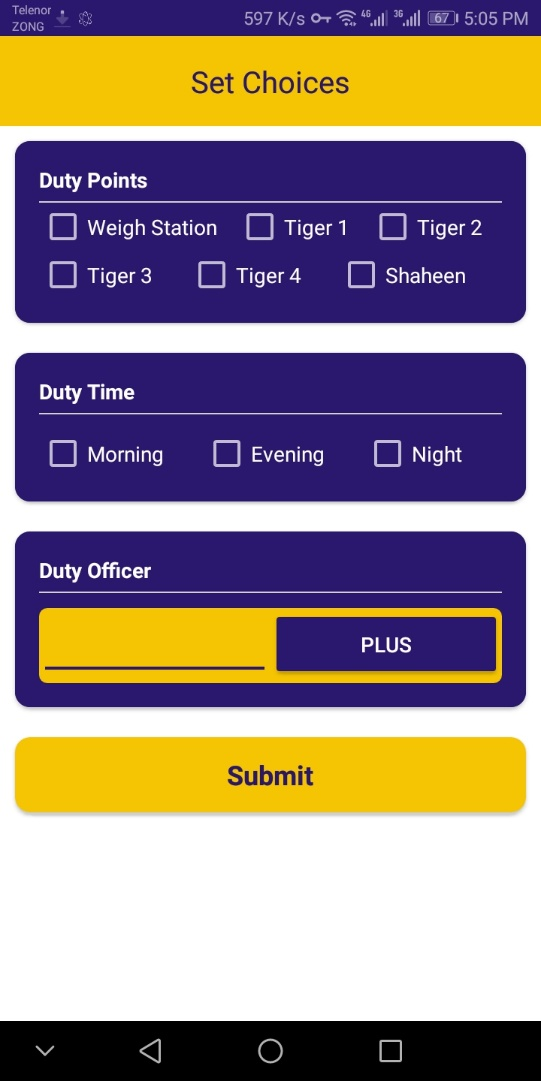 Telenor
ZONG
597 K/s 4G 3G 67 5:05 PM
Set Choices
Duty Points
Weigh Station Tiger 1 Tiger 2
Tiger 3 Tiger 4 Shaheen
Duty Time
Morning Evening Night
Duty Officer
PLUS
Submit